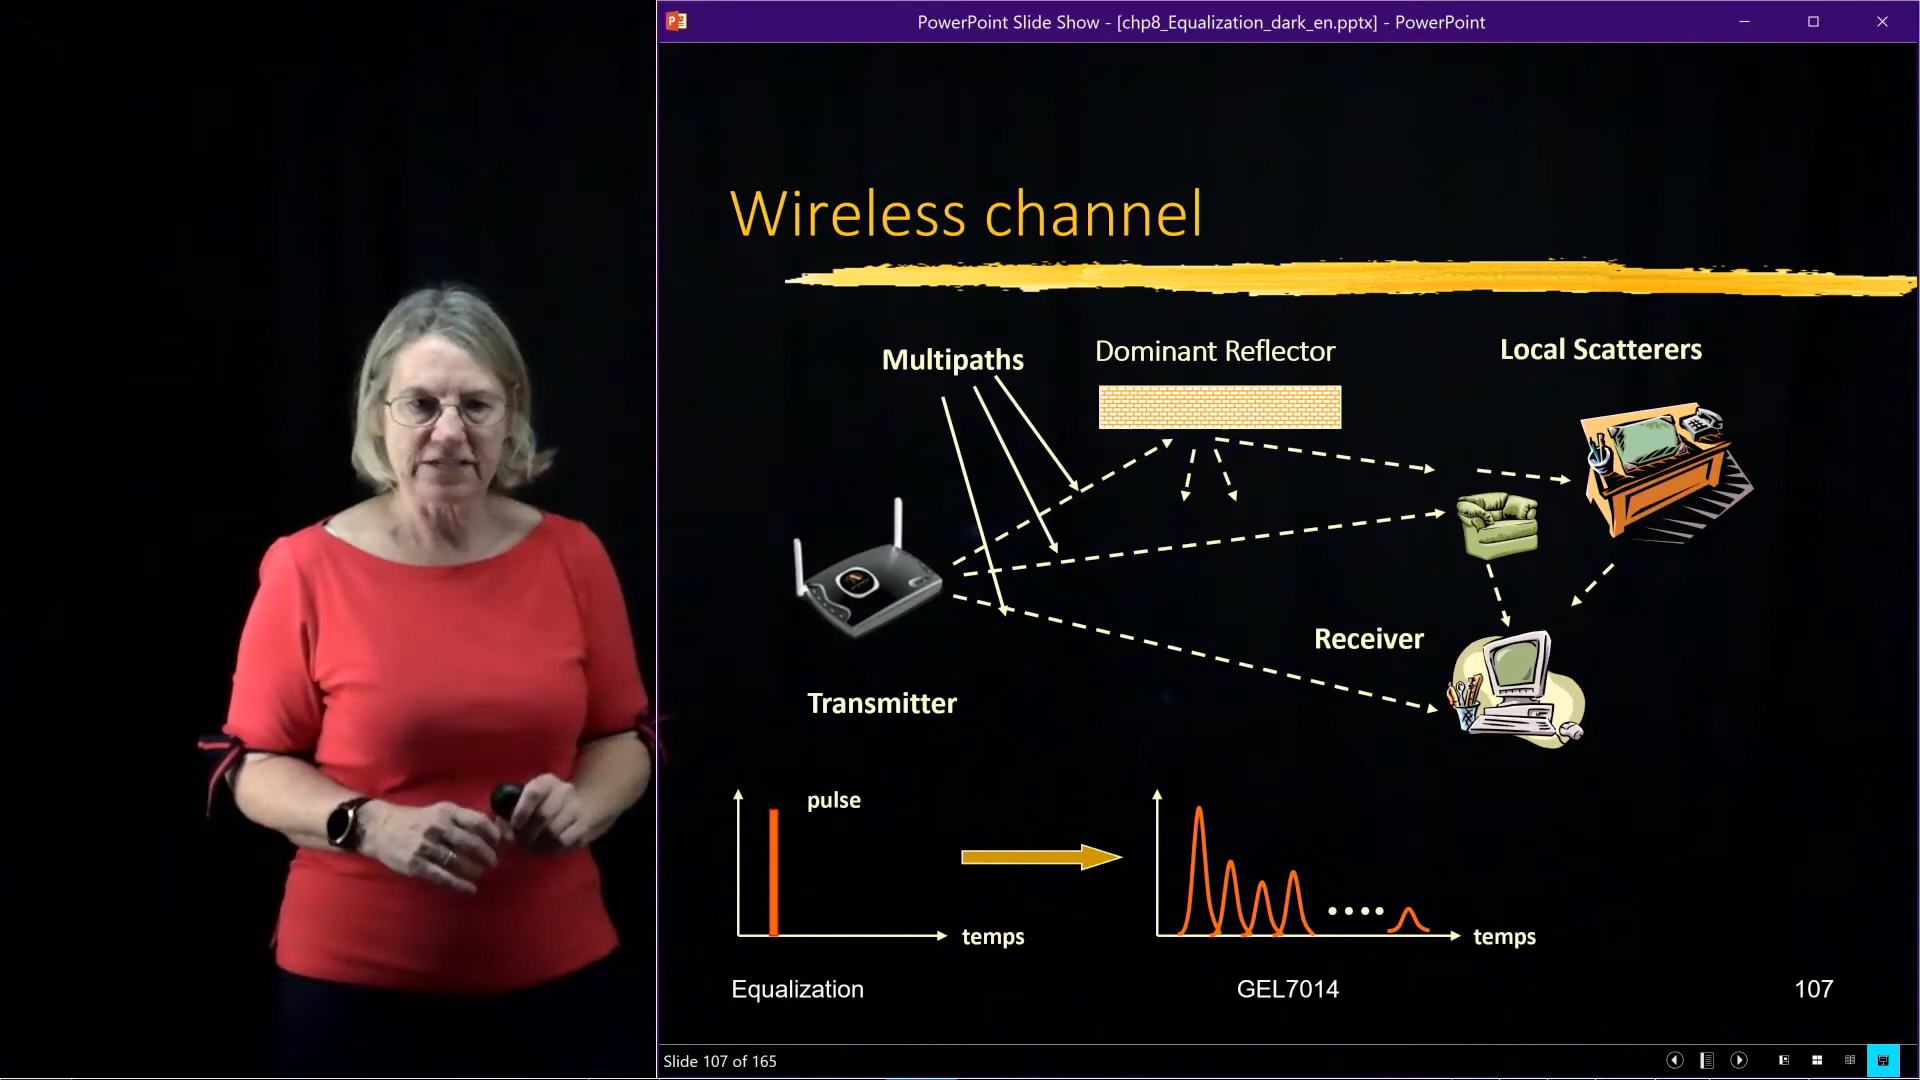 PowerPoint Slide Show - [chp8_Equalization_dark_en.pptx] - PowerPoint
Wireless channel
Multipaths
Dominant Reflector
Local Scatterers
Receiver
Transmitter
pulse
temps
temps
Equalization
GEL7014
107
Slide 107 of 165